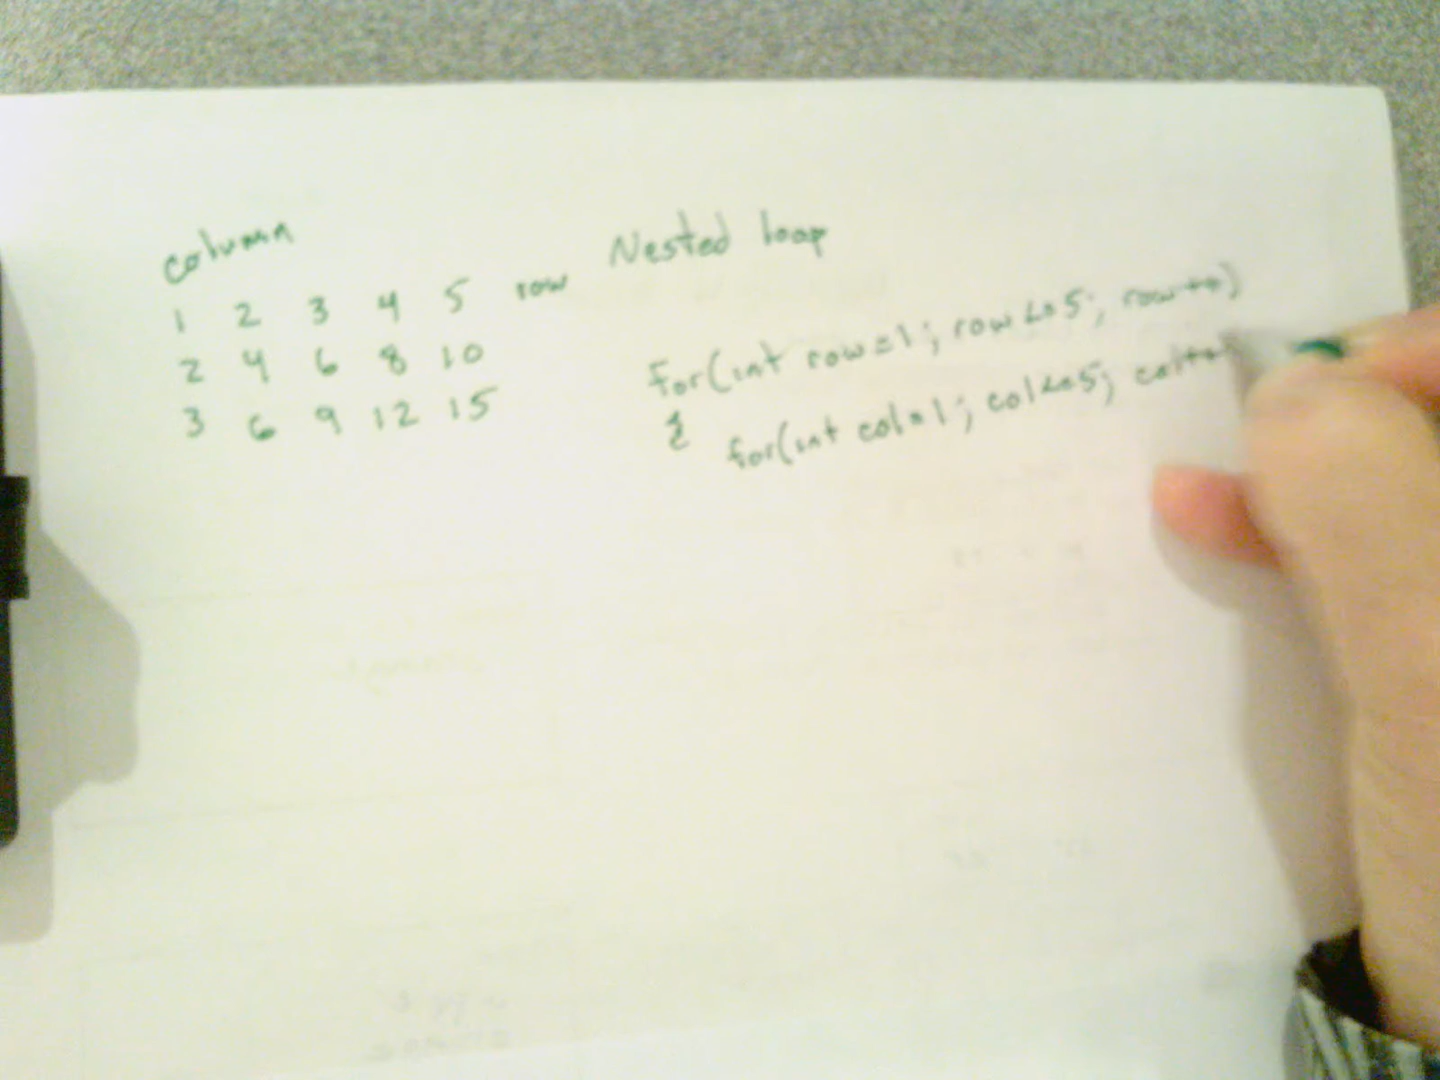 column
1 2 3 4 5 row
2 4 6 8 10
3 6 9 12 15
Nested loop
for(int row=1; row<=5; row++)
{
for(int col=1; col<=5; col++